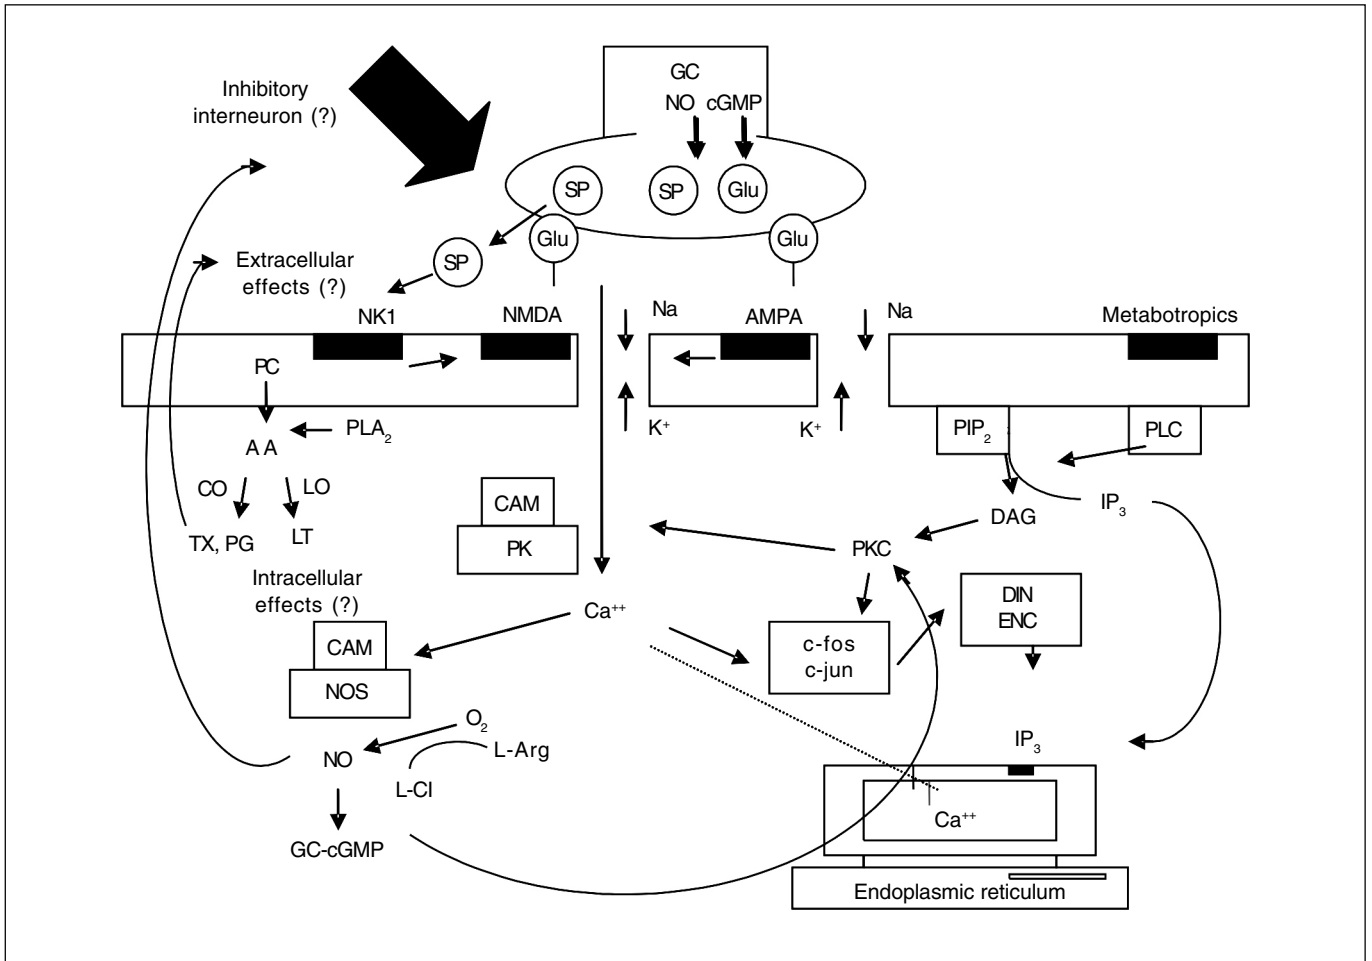 GC
NO cGMP
Inhibitory
interneuron (?)
SP
SP
Glu
Glu
Glu
SP
Extracellular
effects (?)
NK1
NMDA
Na
AMPA
Na
Metabotropics
PC
PLA2
K+
K+
PIP2
PLC
A A
CO
LO
CAM
PK
TX, PG
LT
DAG
IP3
PKC
Intracellular
effects (?)
Ca++
DIN
ENC
CAM
NOS
c-fos
c-jun
O2
L-Arg
NO
L-Cl
IP3
GC-cGMP
Ca++
Endoplasmic reticulum